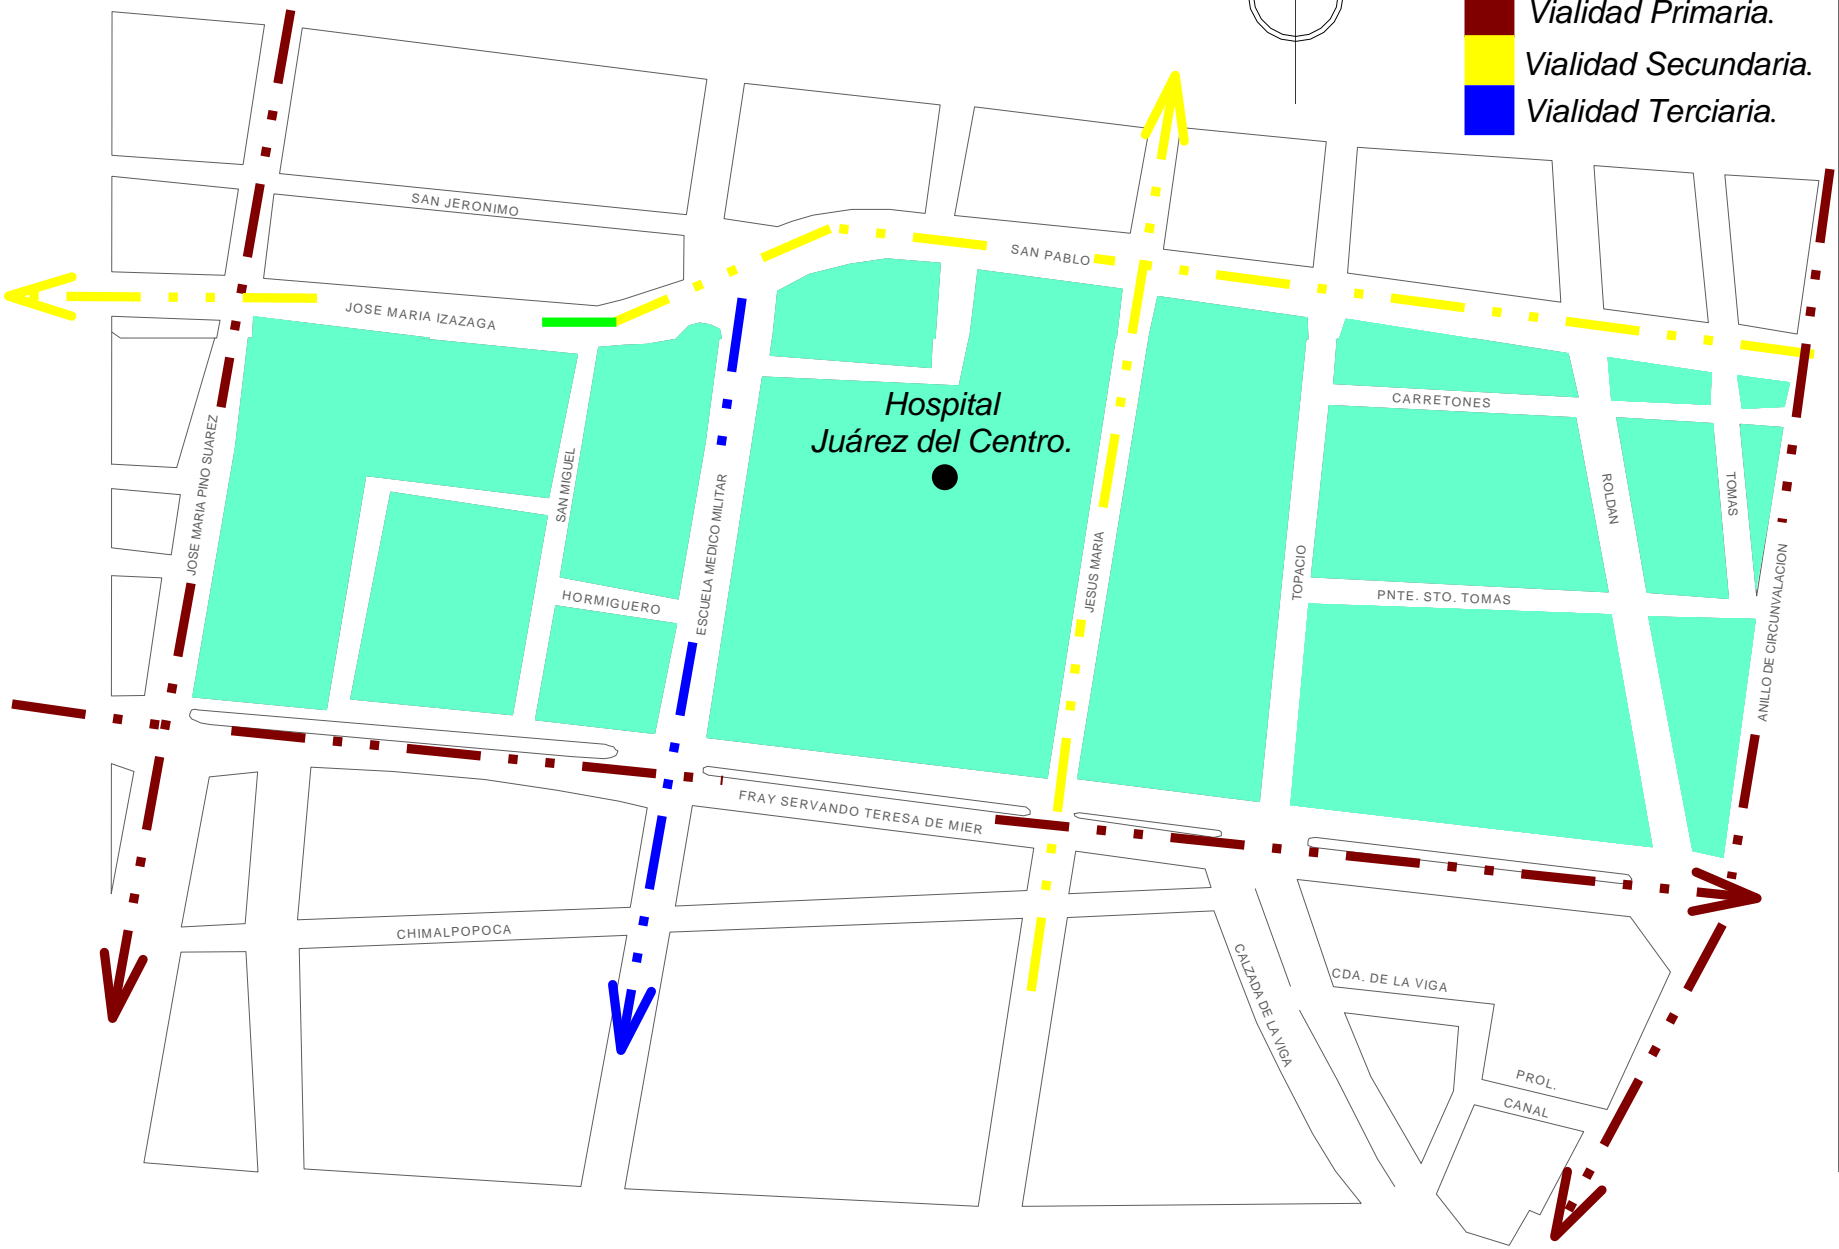 Vialidad Primaria.
Vialidad Secundaria.
Vialidad Terciaria.
SAN JERONIMO
SAN PABLO
JOSE MARIA IZAZAGA
Hospital
Juárez del Centro.
CARRETONES
JOSE MARIA PINO SUAREZ
SAN MIGUEL
ESCUELA MEDICO MILITAR
JESUS MARIA
TOPACIO
ROLDAN
TOMAS
ANILLO DE CIRCUNVALACION
HORMIGUERO
PNTE. STO. TOMAS
FRAY SERVANDO TERESA DE MIER
CHIMALPOPOCA
CALZADA DE LA VIGA
CDA. DE LA VIGA
PROL.
CANAL